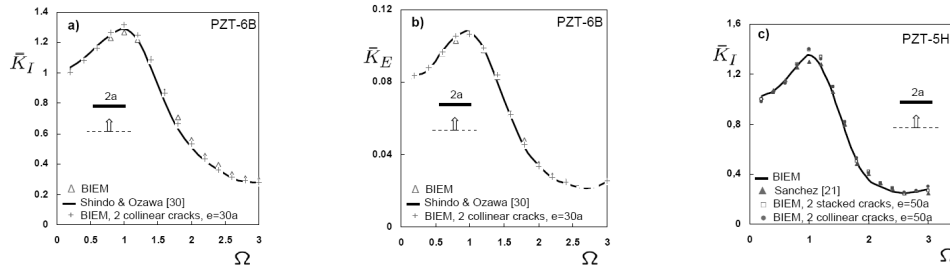 a)
PZT-6B
K̄_I
1.4
1.2
1
0.8
0.6
0.4
0.2
2a
△ BIEM
Shindo & Ozawa [30]
+ BIEM, 2 collinear cracks, e=30a
0 0.5 1 1.5 2 2.5 3
Ω
b)
PZT-6B
K̄_E
0.12
0.08
0.04
0
2a
△ BIEM
Shindo & Ozawa [30]
+ BIEM, 2 collinear cracks, e=30a
0 0.5 1 1.5 2 2.5 3
Ω
c)
PZT-5H
K̄_I
1.6
1.2
0.8
0.4
0
2a
BIEM
▲ Sanchez [21]
□ BIEM, 2 stacked cracks, e=50a
● BIEM, 2 collinear cracks, e=50a
0 1 2 3
Ω